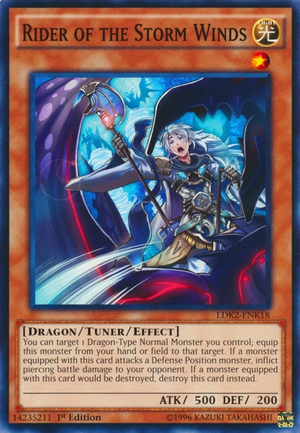 RIDER OF THE STORM WINDS
LIGHT
光
LDK2-ENK18
[DRAGON/TUNER/EFFECT]
You can target 1 Dragon-Type Normal Monster you control; equip
this monster from your hand or field to that target. If a monster
equipped with this card attacks a Defense Position monster, inflict
piercing battle damage to your opponent. If a monster equipped
with this card would be destroyed, destroy this card instead.
ATK/ 500 DEF/ 200
14235211 1st Edition ©1996 KAZUKI TAKAHASHI